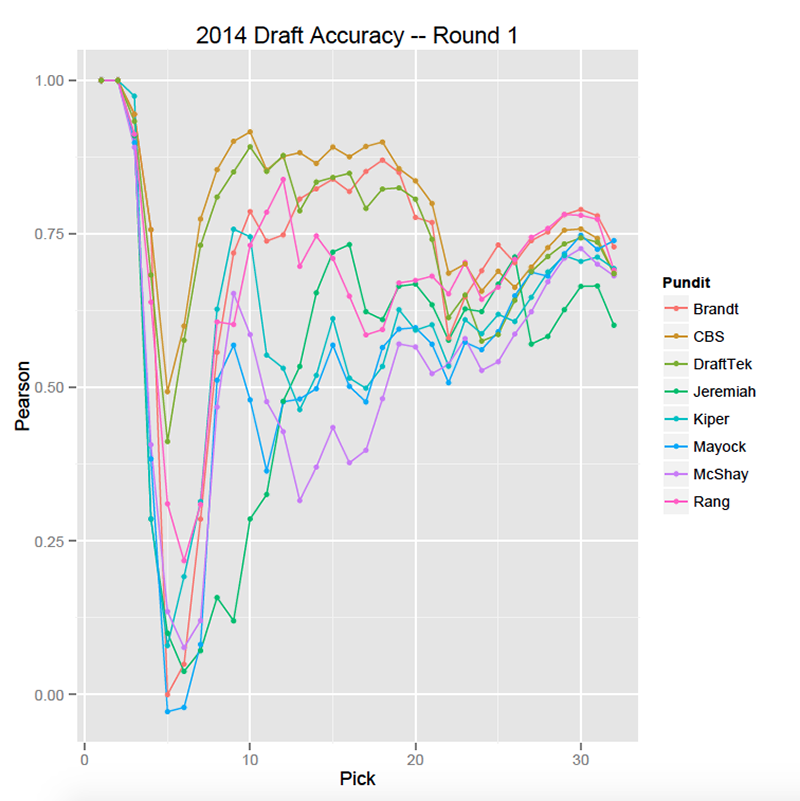 2014 Draft Accuracy -- Round 1
Pearson
1.00
0.75
0.50
0.25
0.00
0
10
20
30
Pick
Pundit
Brandt
CBS
DraftTek
Jeremiah
Kiper
Mayock
McShay
Rang